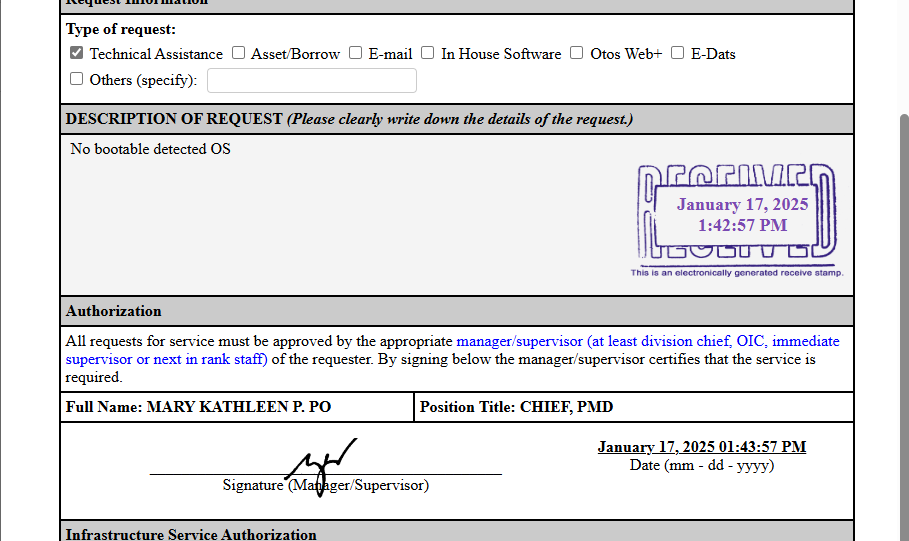 Request Information
Type of request:
Technical Assistance Asset/Borrow E-mail In House Software Otos Web+ E-Dats
Others (specify):
DESCRIPTION OF REQUEST (Please clearly write down the details of the request.)
No bootable detected OS
RECEIVED
January 17, 2025
1:42:57 PM
RECEIVED
This is an electronically generated receive stamp.
Authorization
All requests for service must be approved by the appropriate manager/supervisor (at least division chief, OIC, immediate
supervisor or next in rank staff) of the requester. By signing below the manager/supervisor certifies that the service is
required.
Full Name: MARY KATHLEEN P. PO Position Title: CHIEF, PMD
January 17, 2025 01:43:57 PM
Signature (Manager/Supervisor) Date (mm - dd - yyyy)
Infrastructure Service Authorization